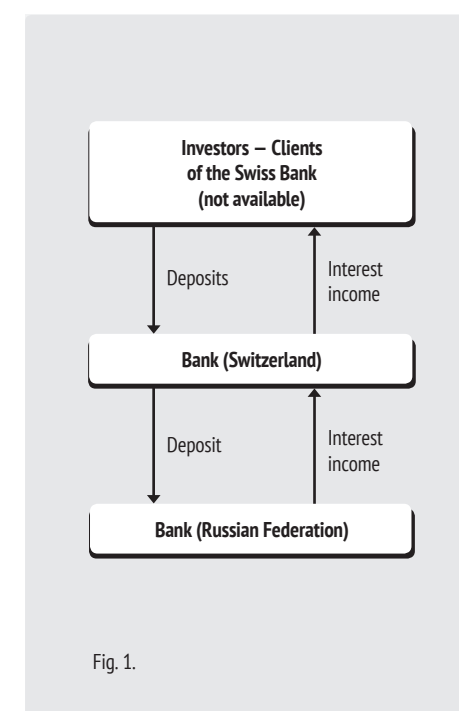 Investors — Clients
of the Swiss Bank
(not available)
Deposits
Interest
income
Bank (Switzerland)
Deposit
Interest
income
Bank (Russian Federation)
Fig. 1.